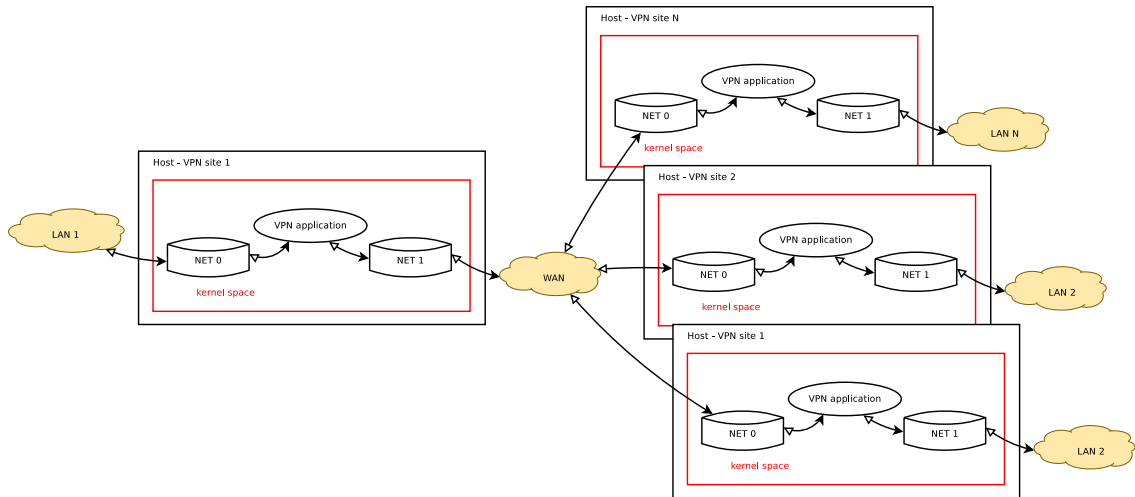 Host - VPN site N
VPN application
NET 0
NET 1
kernel space
LAN N
Host - VPN site 1
VPN application
LAN 1
NET 0
NET 1
kernel space
WAN
Host - VPN site 2
VPN application
NET 0
NET 1
kernel space
LAN 2
Host - VPN site 1
VPN application
NET 0
NET 1
kernel space
LAN 2